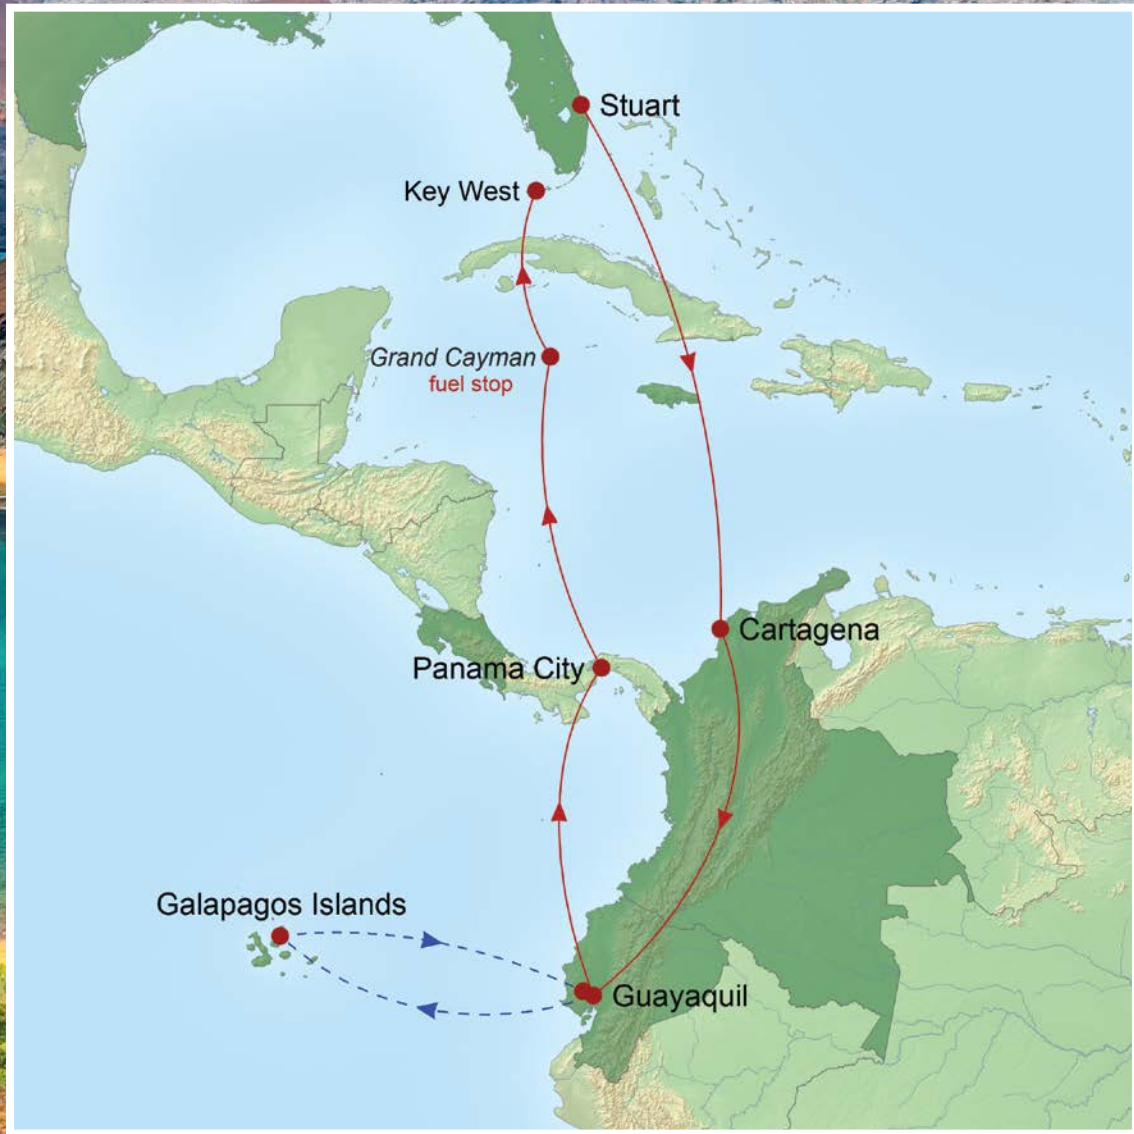 Stuart
Key West
Grand Cayman
fuel stop
Cartagena
Panama City
Galapagos Islands
Guayaquil